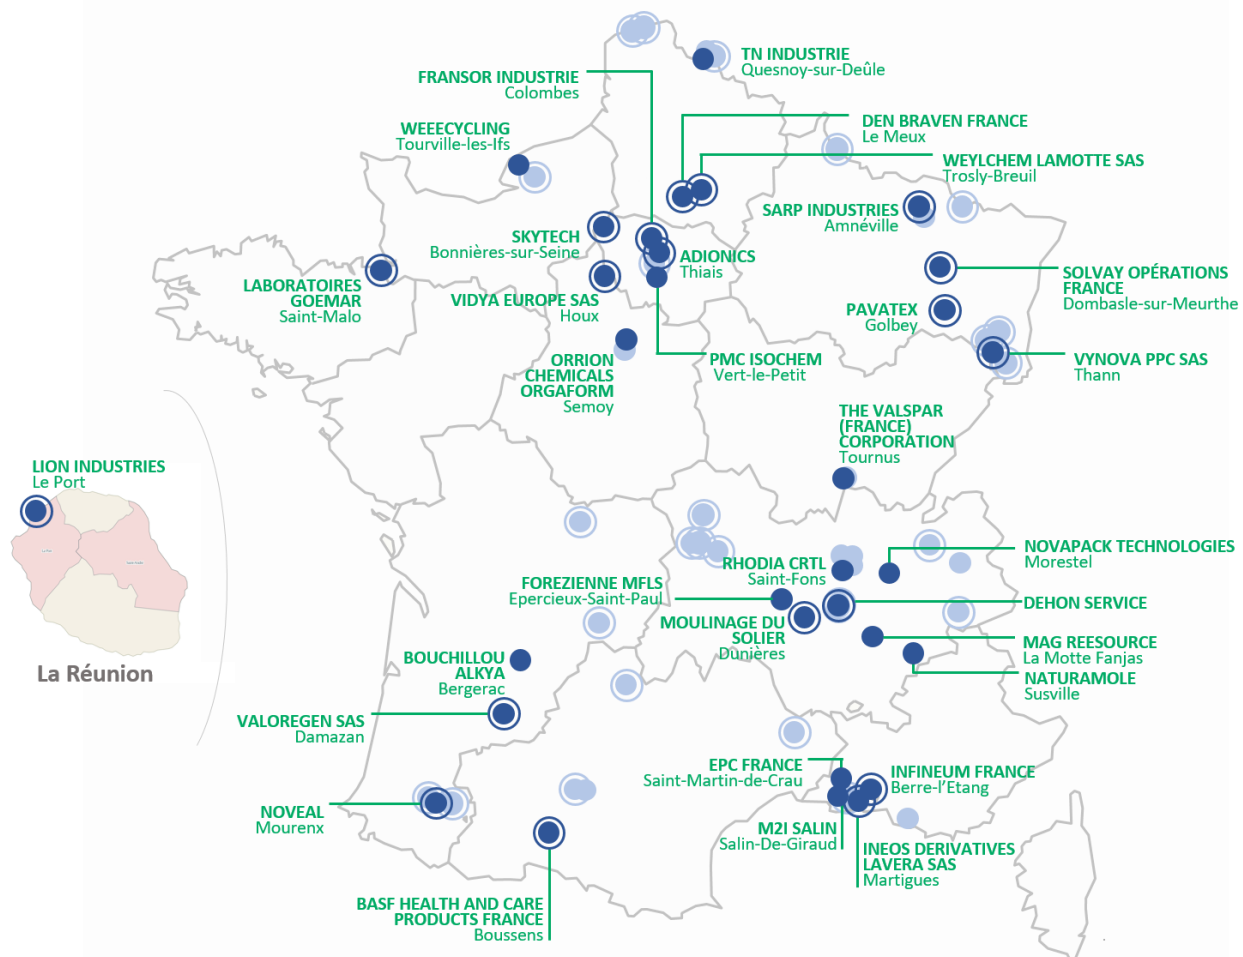 TN INDUSTRIE
Quesnoy-sur-Deûle
FRANSOR INDUSTRIE
Colombes
DEN BRAVEN FRANCE
Le Meux
WEEECYCLING
Tourville-les-Ifs
WEYLCHEM LAMOTTE SAS
Trosly-Breuil
SARP INDUSTRIES
Amnéville
SKYTECH
Bonnières-sur-Seine
ADIONICS
Thiais
SOLVAY OPÉRATIONS
FRANCE
Dombasle-sur-Meurthe
LABORATOIRES
GOEMAR
Saint-Malo
VIDYA EUROPE SAS
Houx
PAVATEX
Golbey
ORRION
CHEMICALS
ORGAFORM
Semoy
PMC ISOCHEM
Vert-le-Petit
VYNOVA PPC SAS
Thann
THE VALSPAR
(FRANCE)
CORPORATION
Tournus
LION INDUSTRIES
Le Port
La Réunion
NOVAPACK TECHNOLOGIES
Morestel
RHODIA CRTL
Saint-Fons
FOREZIENNE MFLS
Epercieux-Saint-Paul
DEHON SERVICE
MOULINAGE DU
SOLIER
Dunières
MAG REESOURCE
La Motte Fanjas
NATURAMOLE
Susville
BOUCHILLOU
ALKYA
Bergerac
VALOREGEN SAS
Damazan
EPC FRANCE
Saint-Martin-de-Crau
INFINEUM FRANCE
Berre-l'Etang
NOVEAL
Mourenx
M2I SALIN
Salin-De-Giraud
INEOS DERIVATIVES
LAVERA SAS
Martigues
BASF HEALTH AND CARE
PRODUCTS FRANCE
Boussens